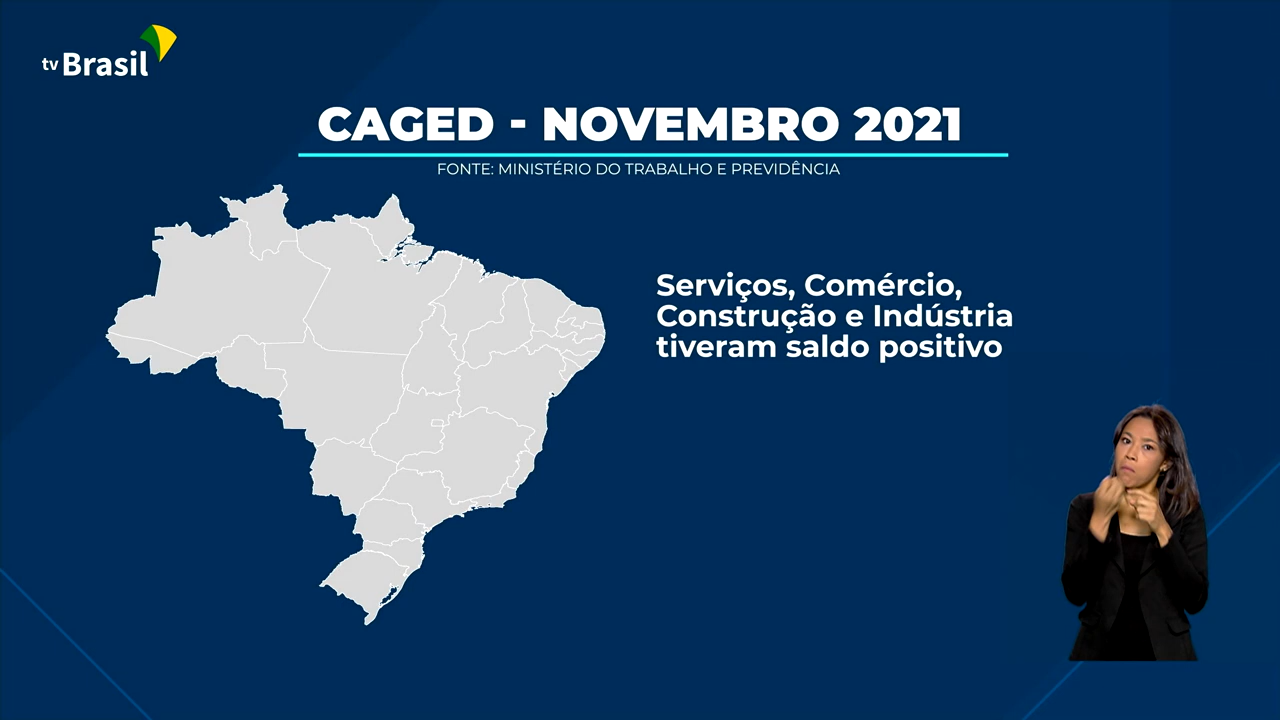 tv Brasil
CAGED - NOVEMBRO 2021
FONTE: MINISTÉRIO DO TRABALHO E PREVIDÊNCIA
Serviços, Comércio,
Construção e Indústria
tiveram saldo positivo